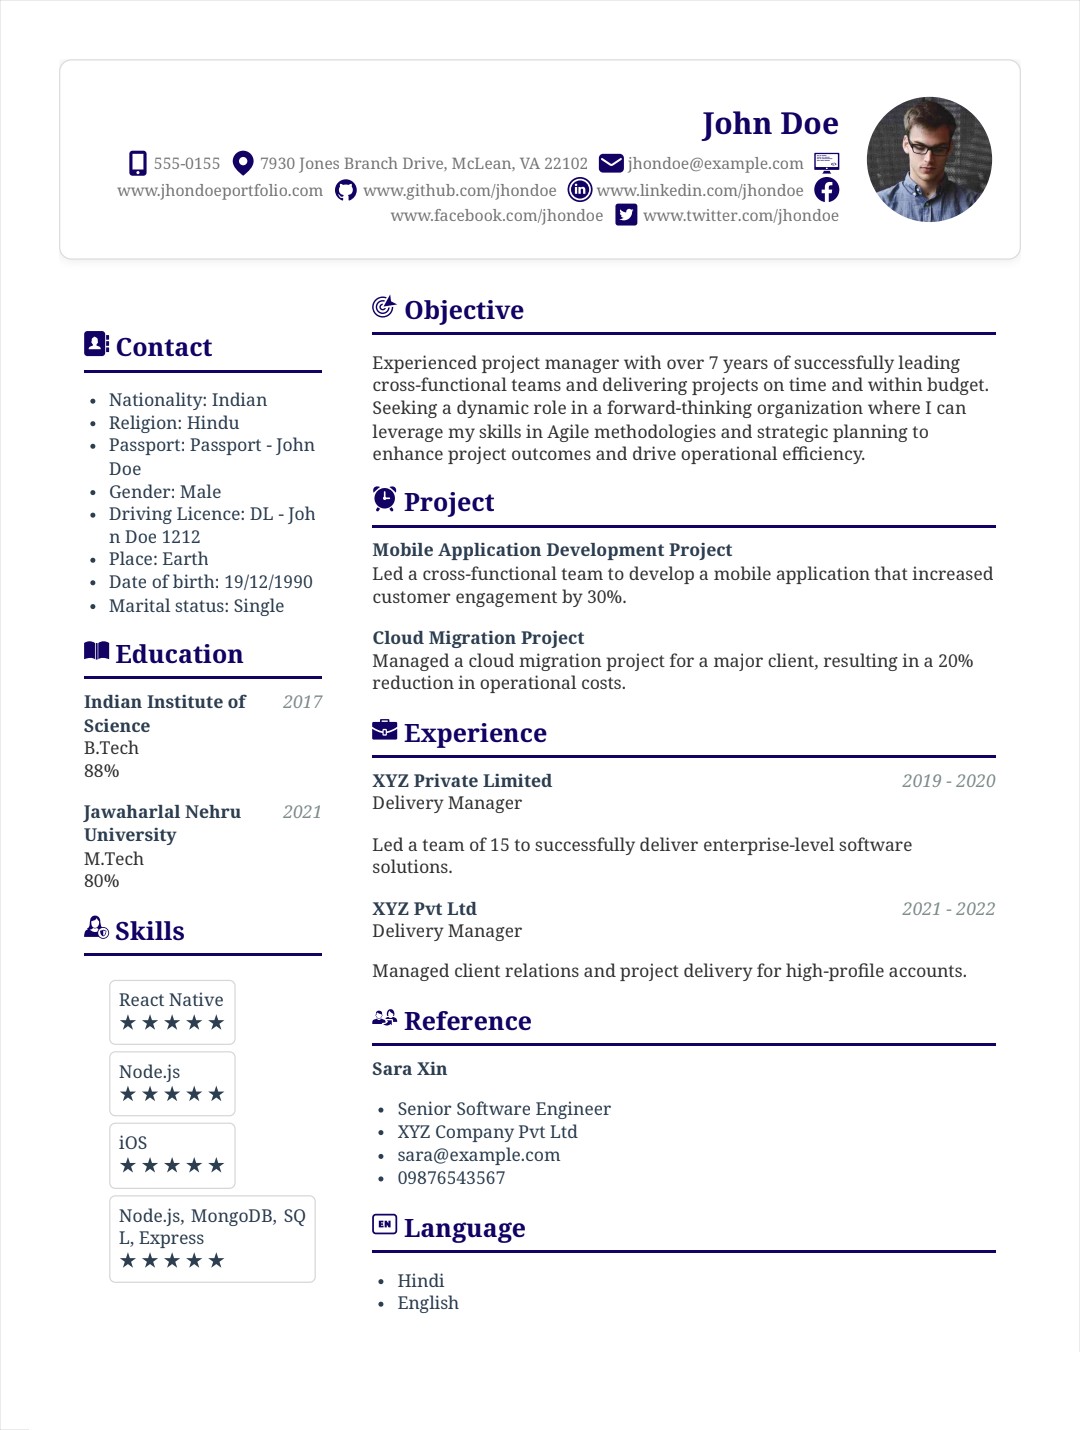 John Doe
555-0155 7930 Jones Branch Drive, McLean, VA 22102 jhondoe@example.com
www.jhondoeportfolio.com www.github.com/jhondoe in www.linkedin.com/jhondoe
www.facebook.com/jhondoe www.twitter.com/jhondoe
Contact
• Nationality: Indian
• Religion: Hindu
• Passport: Passport - John
Doe
• Gender: Male
• Driving Licence: DL - Joh
n Doe 1212
• Place: Earth
• Date of birth: 19/12/1990
• Marital status: Single
Education
Indian Institute of 2017
Science
B.Tech
88%
Jawaharlal Nehru 2021
University
M.Tech
80%
Skills
React Native
★ ★ ★ ★ ★
Node.js
★ ★ ★ ★ ★
iOS
★ ★ ★ ★ ★
Node.js, MongoDB, SQ
L, Express
★ ★ ★ ★ ★
Objective
Experienced project manager with over 7 years of successfully leading
cross-functional teams and delivering projects on time and within budget.
Seeking a dynamic role in a forward-thinking organization where I can
leverage my skills in Agile methodologies and strategic planning to
enhance project outcomes and drive operational efficiency.
Project
Mobile Application Development Project
Led a cross-functional team to develop a mobile application that increased
customer engagement by 30%.
Cloud Migration Project
Managed a cloud migration project for a major client, resulting in a 20%
reduction in operational costs.
Experience
XYZ Private Limited 2019 - 2020
Delivery Manager
Led a team of 15 to successfully deliver enterprise-level software
solutions.
XYZ Pvt Ltd 2021 - 2022
Delivery Manager
Managed client relations and project delivery for high-profile accounts.
Reference
Sara Xin
• Senior Software Engineer
• XYZ Company Pvt Ltd
• sara@example.com
• 09876543567
EN Language
• Hindi
• English